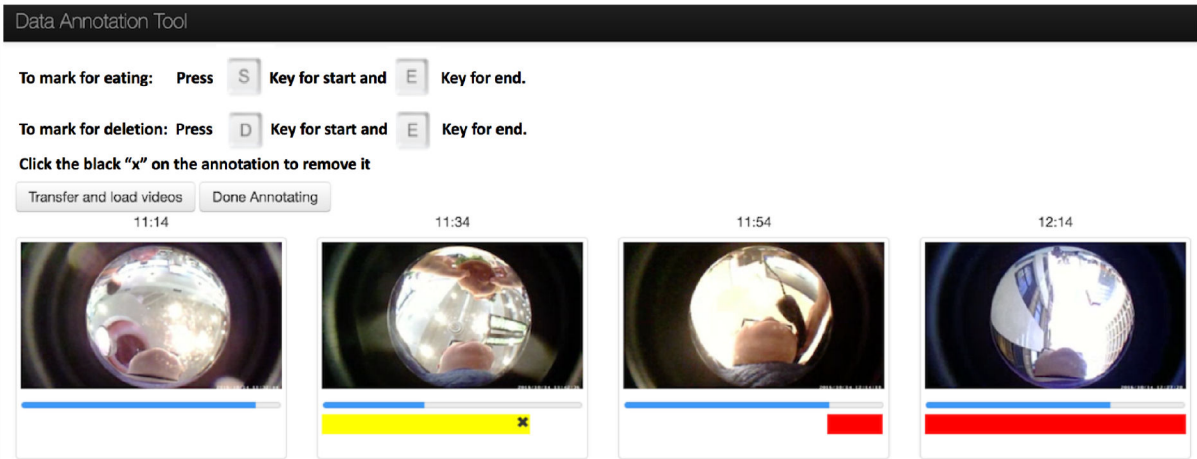 Data Annotation Tool
To mark for eating: Press S Key for start and E Key for end.
To mark for deletion: Press D Key for start and E Key for end.
Click the black “x” on the annotation to remove it
Transfer and load videos Done Annotating
11:14 11:34 11:54 12:14